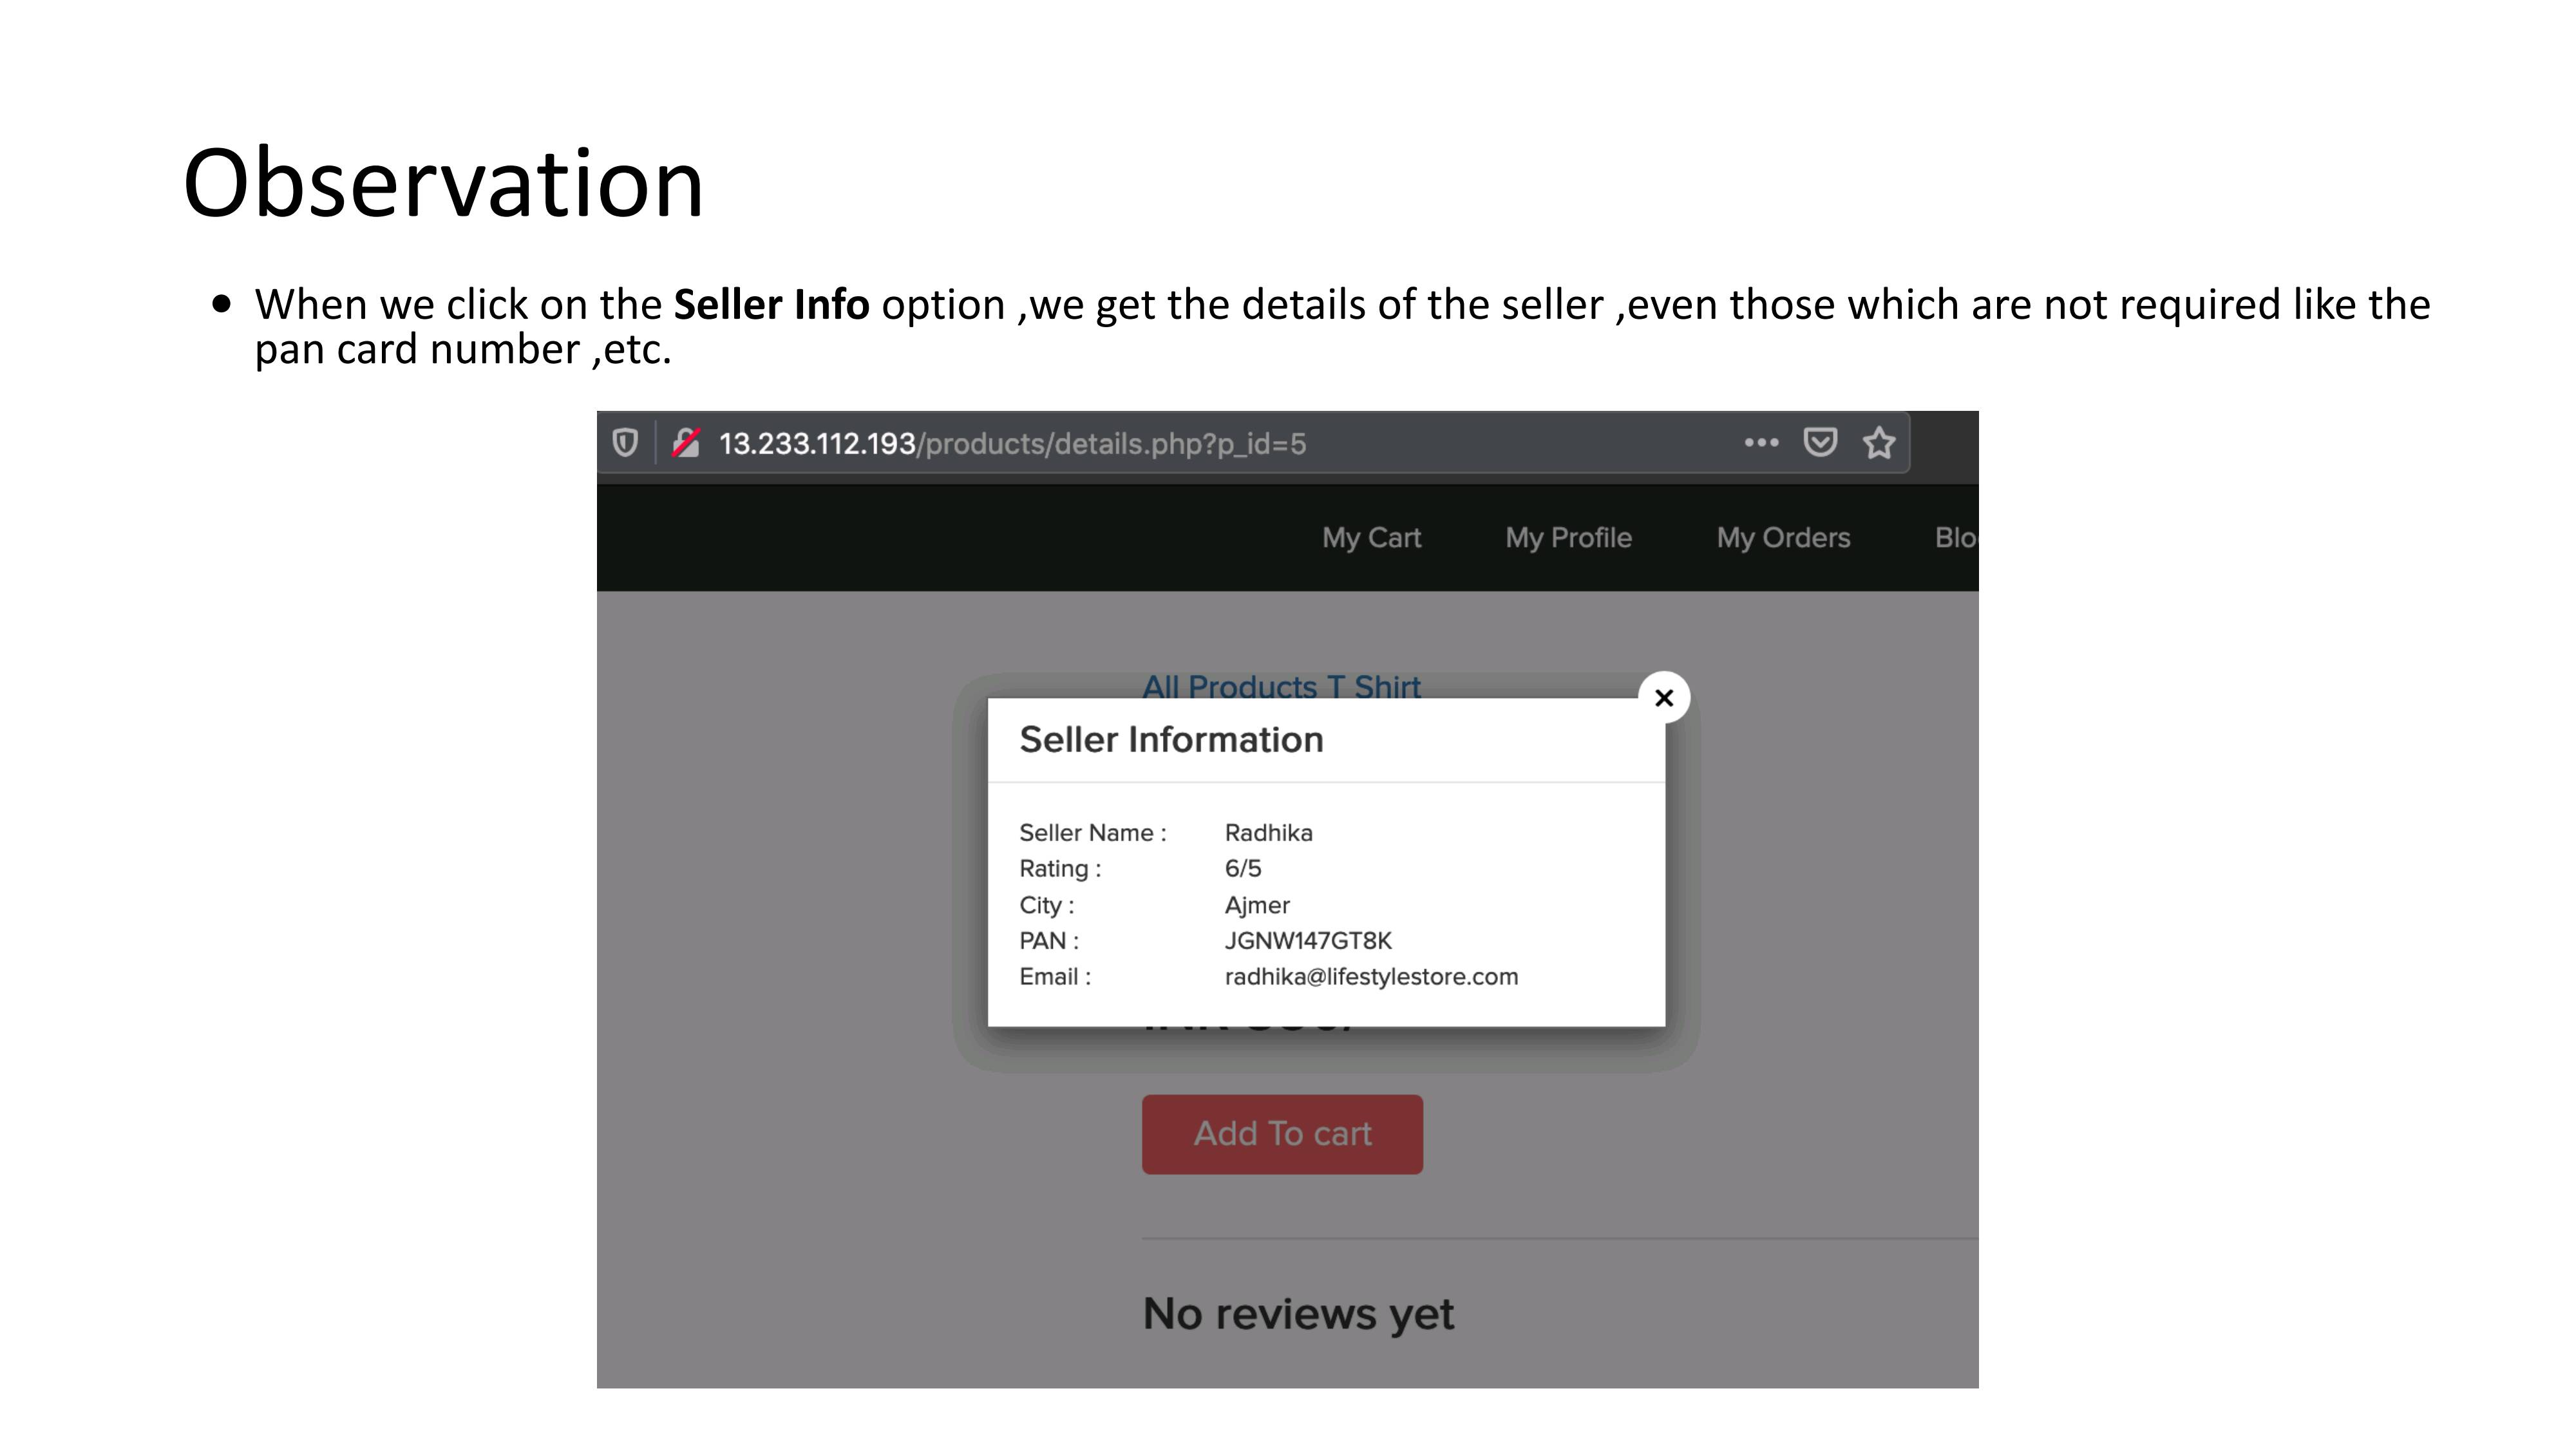 Observation
• When we click on the Seller Info option ,we get the details of the seller ,even those which are not required like the
pan card number ,etc.
13.233.112.193/products/details.php?p_id=5
My Cart My Profile My Orders Blo
All Products T Shirt
Seller Information
Seller Name : Radhika
Rating : 6/5
City : Ajmer
PAN : JGNW147GT8K
Email : radhika@lifestylestore.com
Add To cart
No reviews yet